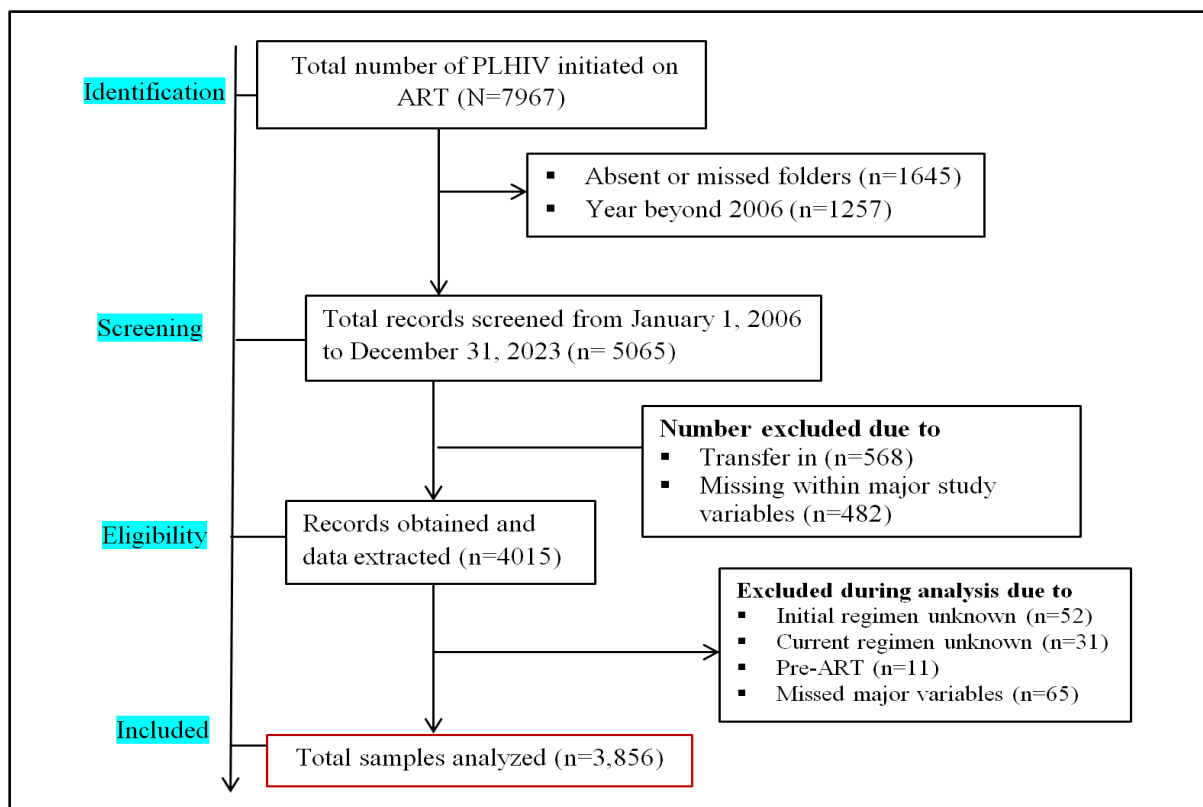 Identification
Total number of PLHIV initiated on
ART (N=7967)
▪ Absent or missed folders (n=1645)
▪ Year beyond 2006 (n=1257)
Screening
Total records screened from January 1, 2006
to December 31, 2023 (n= 5065)
Number excluded due to
▪ Transfer in (n=568)
▪ Missing within major study
variables (n=482)
Eligibility
Records obtained and
data extracted (n=4015)
Excluded during analysis due to
▪ Initial regimen unknown (n=52)
▪ Current regimen unknown (n=31)
▪ Pre-ART (n=11)
▪ Missed major variables (n=65)
Included
Total samples analyzed (n=3,856)